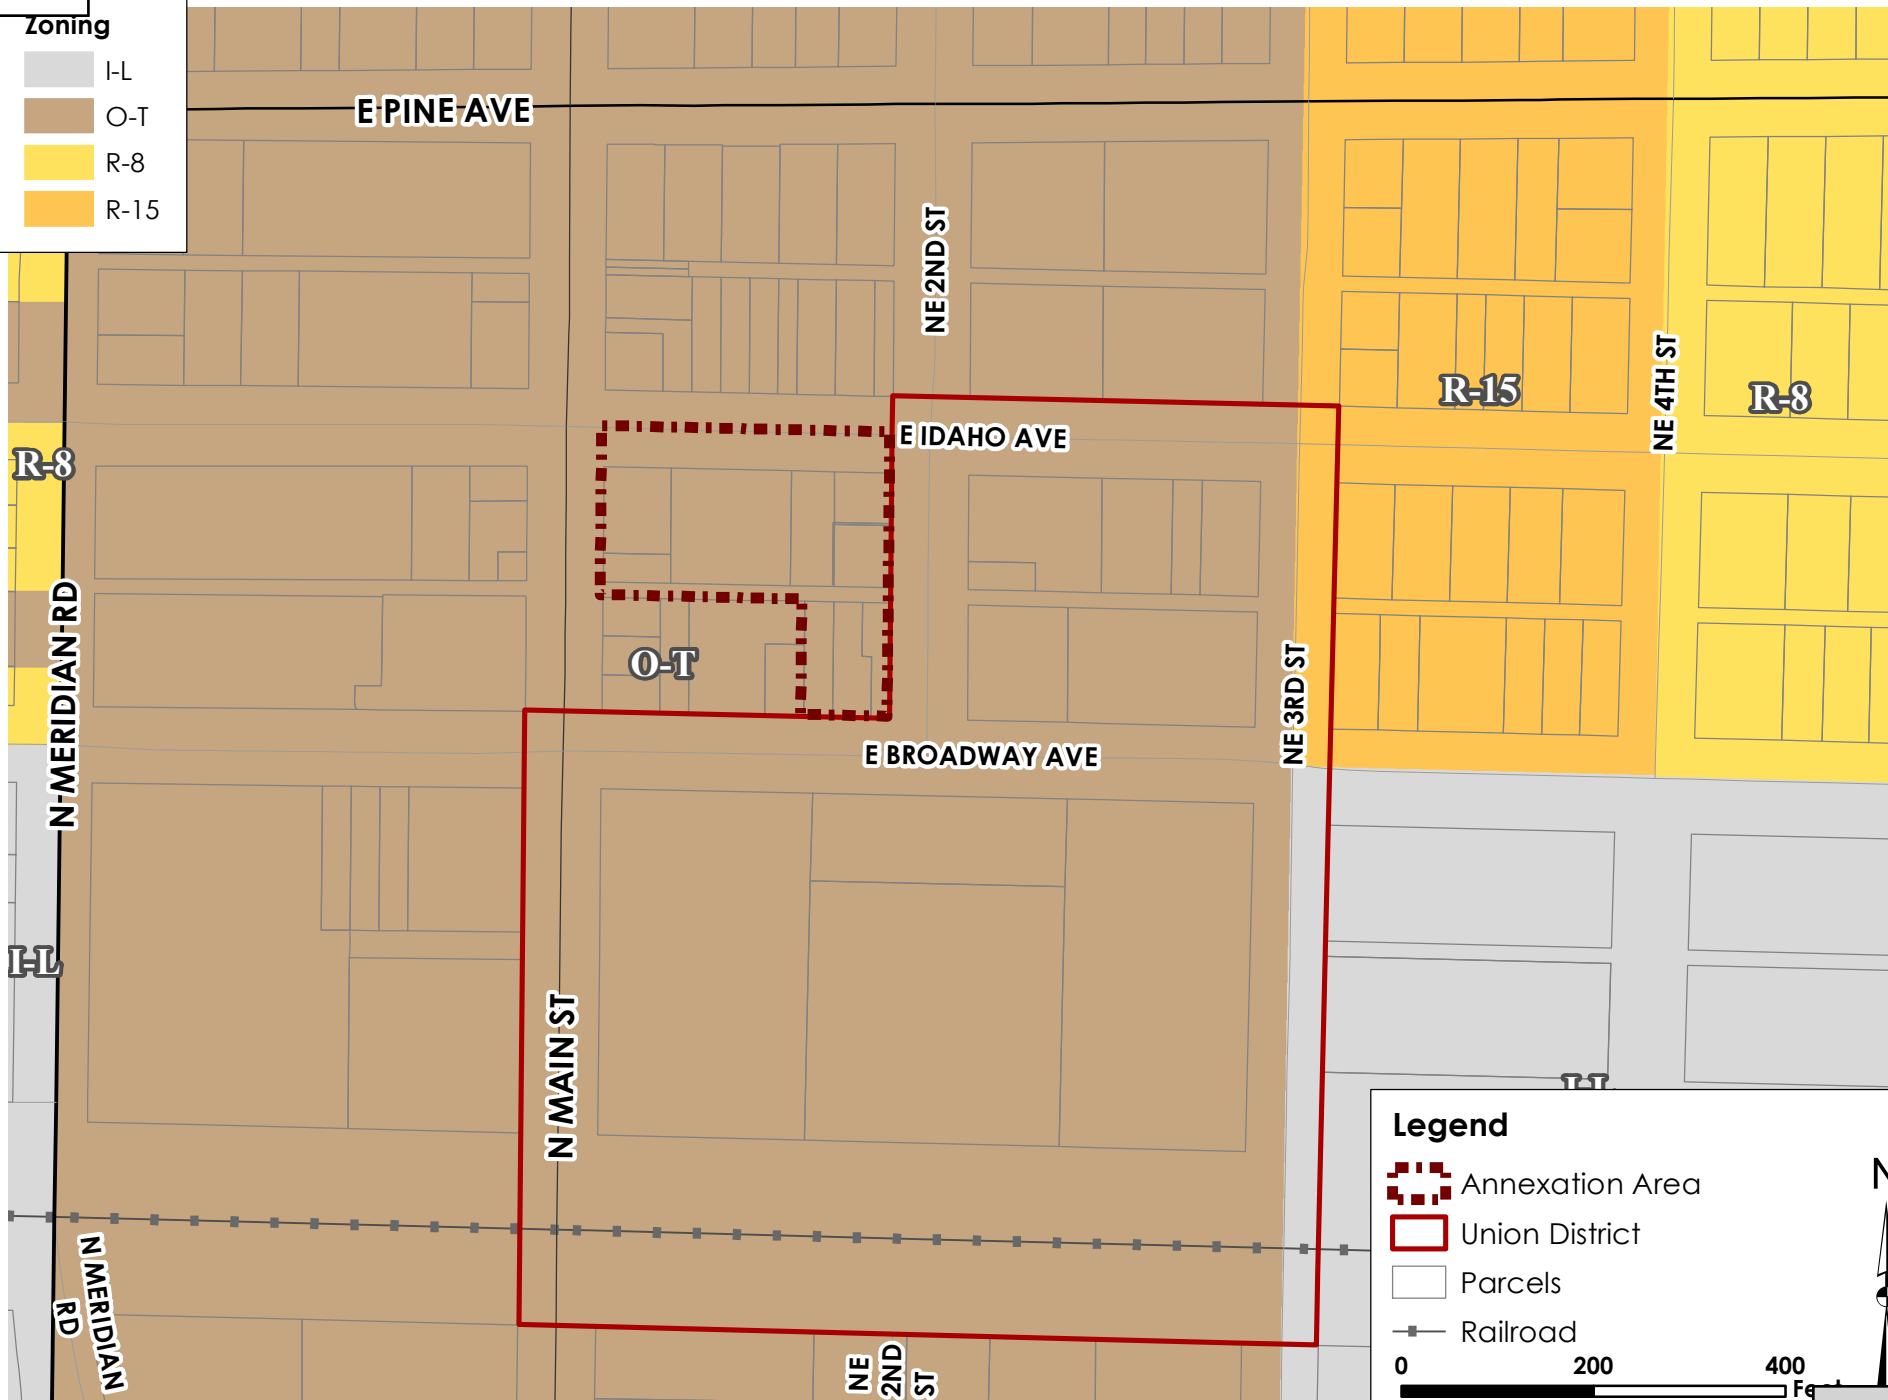 Zoning
I-L
O-T
R-8
R-15
E PINE AVE
NE 2ND ST
NE 4TH ST
R-15
R-8
E IDAHO AVE
R-8
N MERIDIAN RD
O-T
NE 3RD ST
E BROADWAY AVE
I-L
N MAIN ST
I-L
Legend
Annexation Area
Union District
Parcels
Railroad
0 200 400
Feet
N
N MERIDIAN
RD
NE
2ND
ST